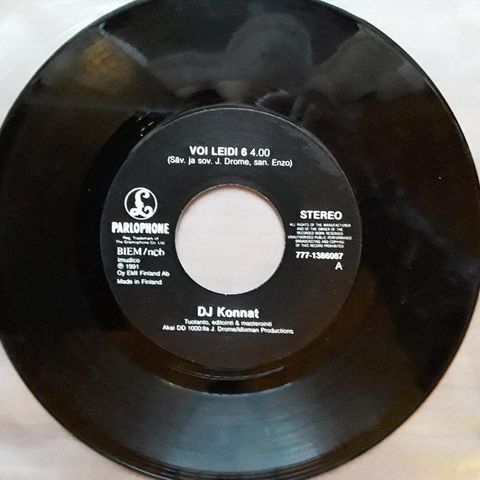 VOI LEIDI 6 4.00
(Säv. ja sov. J. Drome, san. Enzo)
PARLOPHONE
Reg. Trademark of
The Gramophone Co. Ltd.
BIEM/ncb
Imudico
℗ 1991
Oy EMI Finland Ab
Made in Finland
STEREO
ALL RIGHTS OF THE MANUFACTURER
AND OF THE OWNER OF THE
RECORDED WORK RESERVED
UNAUTHORISED PUBLIC PERFORMANCE
BROADCASTING AND COPYING
OF THIS RECORD PROHIBITED
777-1386087
A
DJ Konnat
Tuotanto, editointi & masterointi
Akai DD 1000:lla J. Drome/Mixman Productions.